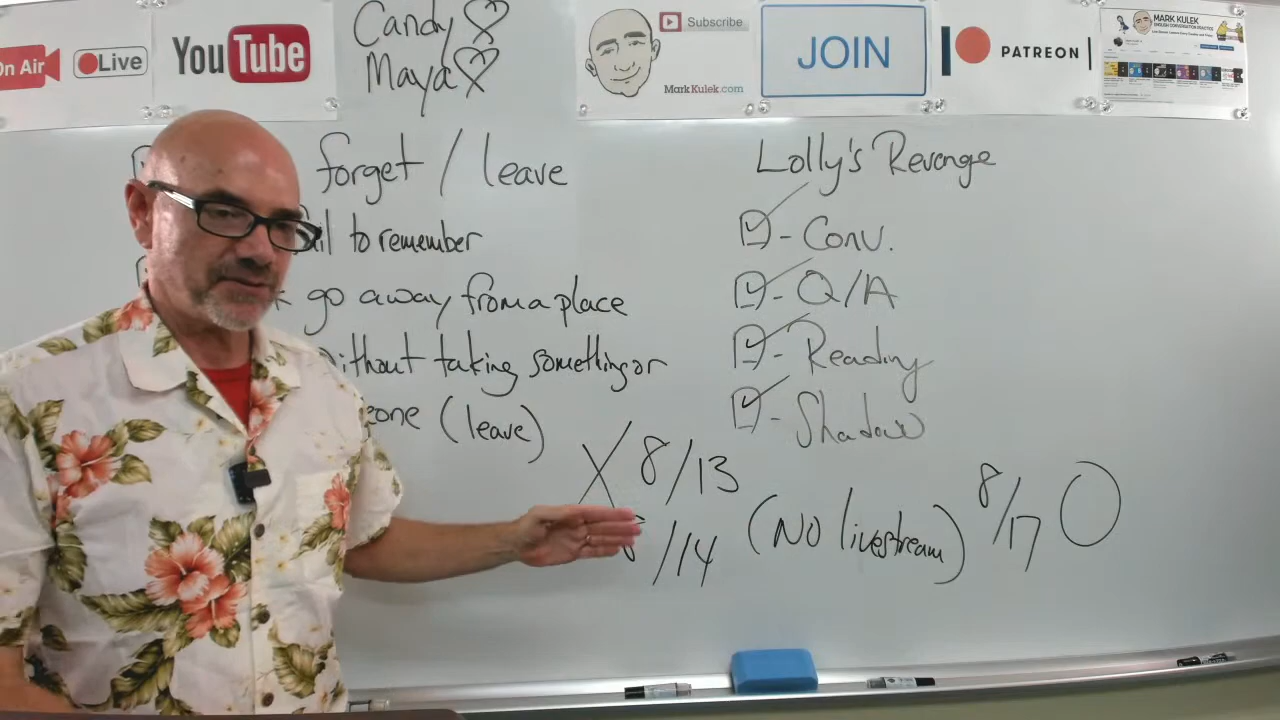 On Air
Live
YouTube
Candy
Maya
Subscribe
MarkKulek.com
JOIN
PATREON
MARK KULEK
forget / leave
to remember
go away from a place
without taking something or
(leave)
Lolly's Revenge
- Conv.
- Q/A
- Reading
- Shadow
X 8/13
/14 (No livestream) 8/17 O